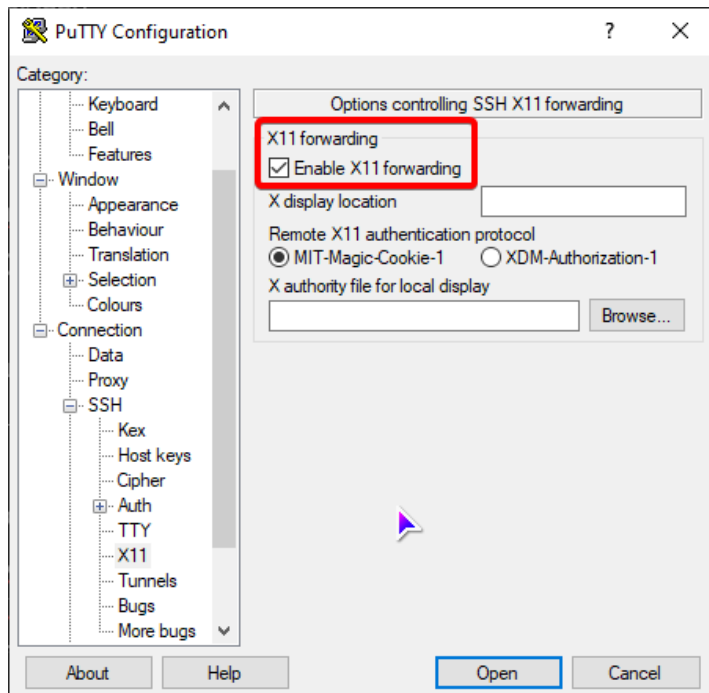 PuTTY Configuration
?
Category:
Keyboard
Bell
Features
Window
Appearance
Behaviour
Translation
Selection
Colours
Connection
Data
Proxy
SSH
Kex
Host keys
Cipher
Auth
TTY
X11
Tunnels
Bugs
More bugs
Options controlling SSH X11 forwarding
X11 forwarding
Enable X11 forwarding
X display location
Remote X11 authentication protocol
MIT-Magic-Cookie-1 XDM-Authorization-1
X authority file for local display
Browse...
About Help Open Cancel